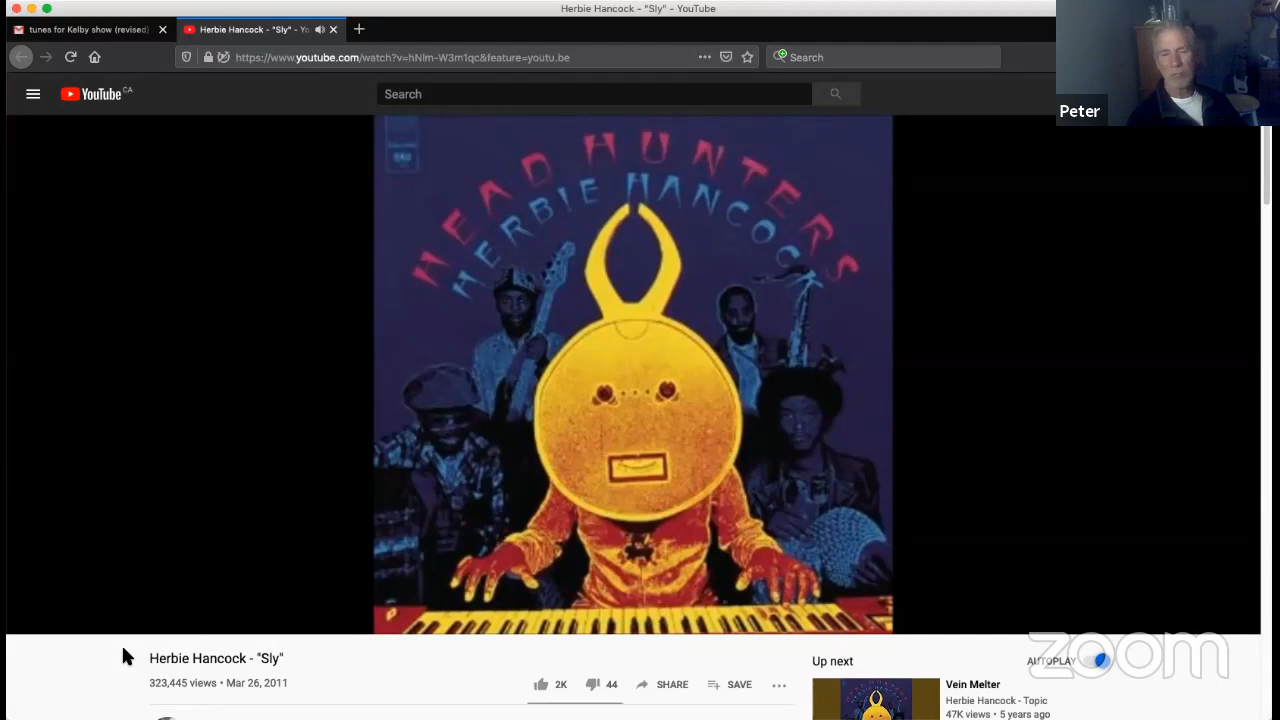 Herbie Hancock - "Sly" - YouTube
tunes for Kelby show (revised)
Herbie Hancock - "Sly" - Yo
https://www.youtube.com/watch?v=hNlm-W3m1qc&feature=youtu.be
Search
YouTube CA
Search
Peter
HEAD HUNTERS
HERBIE HANCOCK
Herbie Hancock - "Sly"
323,445 views • Mar 26, 2011
2K
44
SHARE
SAVE
Up next
AUTOPLAY
zoom
Vein Melter
Herbie Hancock - Topic
47K views • 5 years ago